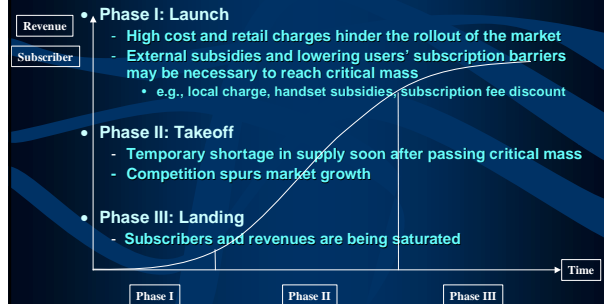 Revenue
Subscriber
• Phase I: Launch
- High cost and retail charges hinder the rollout of the market
- External subsidies and lowering users' subscription barriers
may be necessary to reach critical mass
• e.g., local charge, handset subsidies, subscription fee discount
• Phase II: Takeoff
- Temporary shortage in supply soon after passing critical mass
- Competition spurs market growth
• Phase III: Landing
- Subscribers and revenues are being saturated
Time
Phase I
Phase II
Phase III